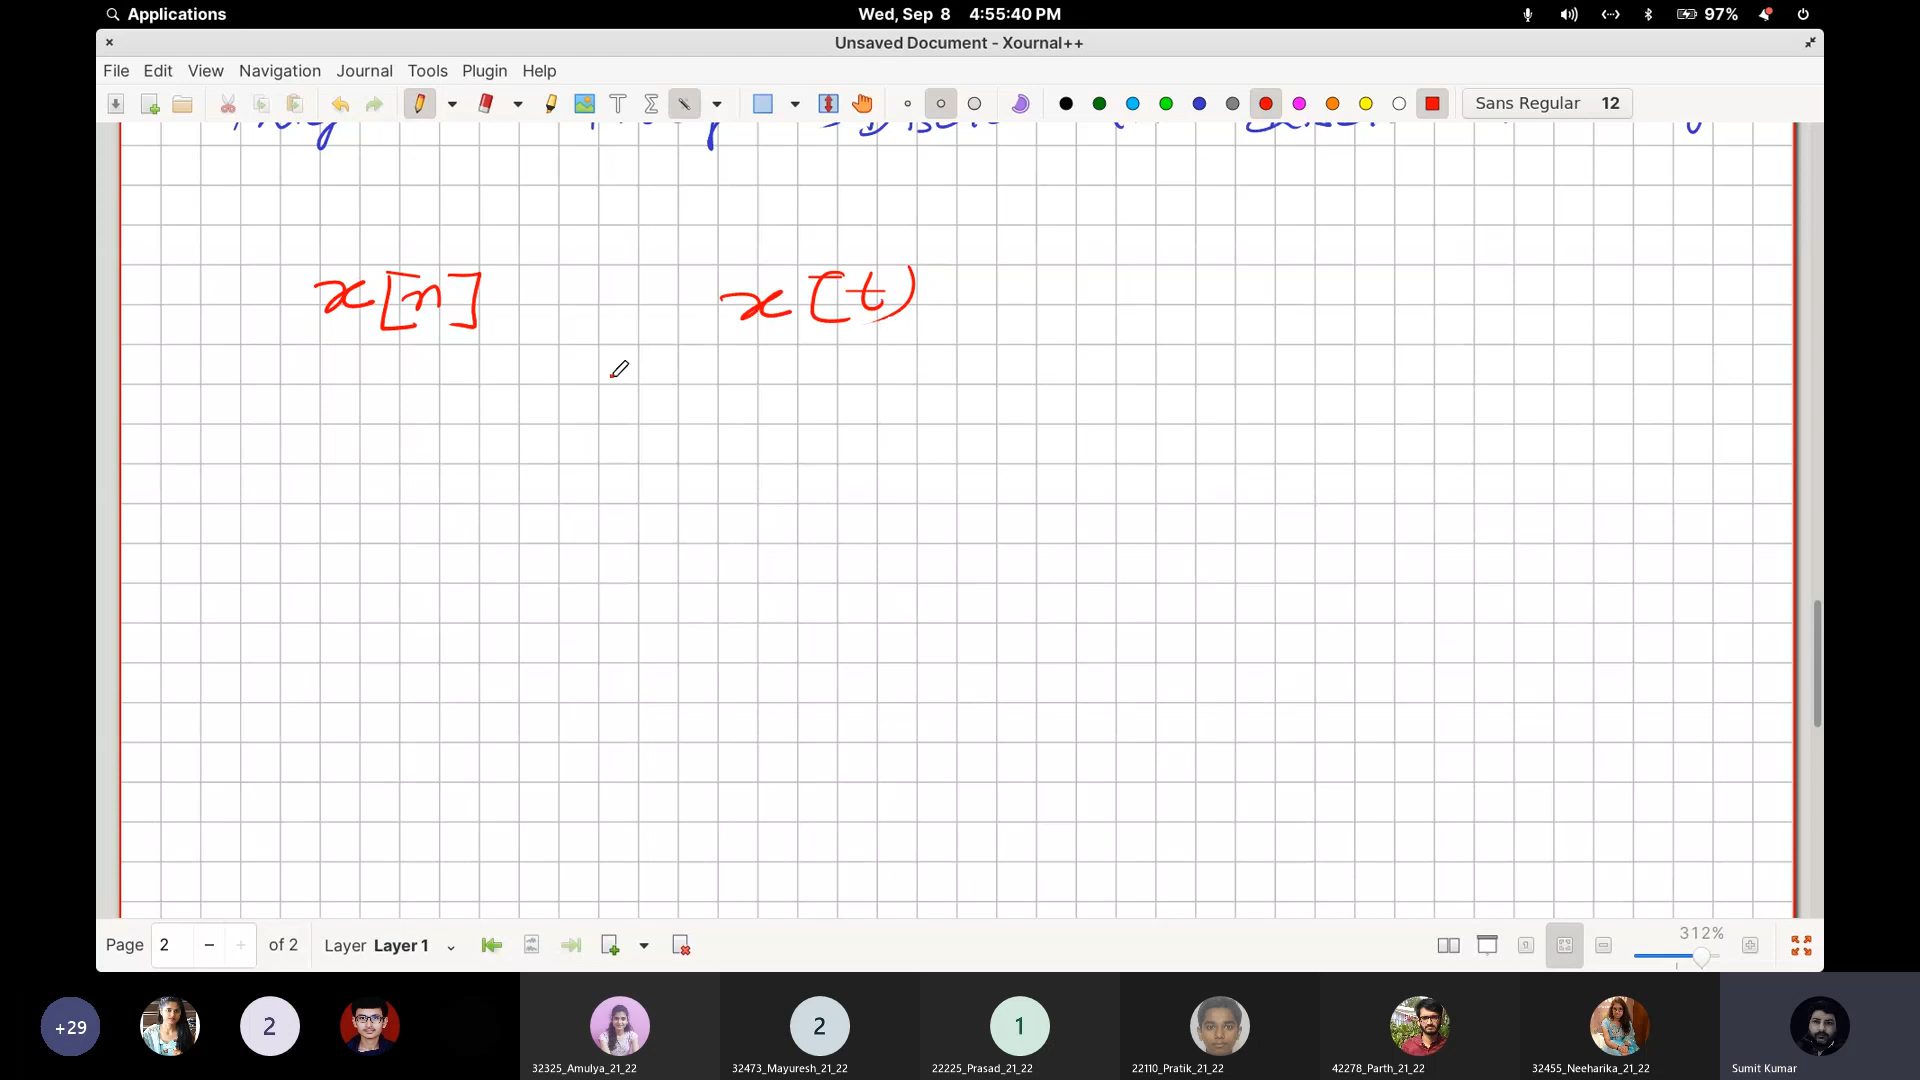 Applications
Wed, Sep 8 4:55:40 PM
97%
Unsaved Document - Xournal++
File Edit View Navigation Journal Tools Plugin Help
Sans Regular 12
x[n] x(t)
Page 2 of 2 Layer Layer 1
312%
+29 2 2 1
32325_Amulya_21_22 32473_Mayuresh_21_22 22225_Prasad_21_22 22110_Pratik_21_22 42278_Parth_21_22 32455_Neeharika_21_22 Sumit Kumar